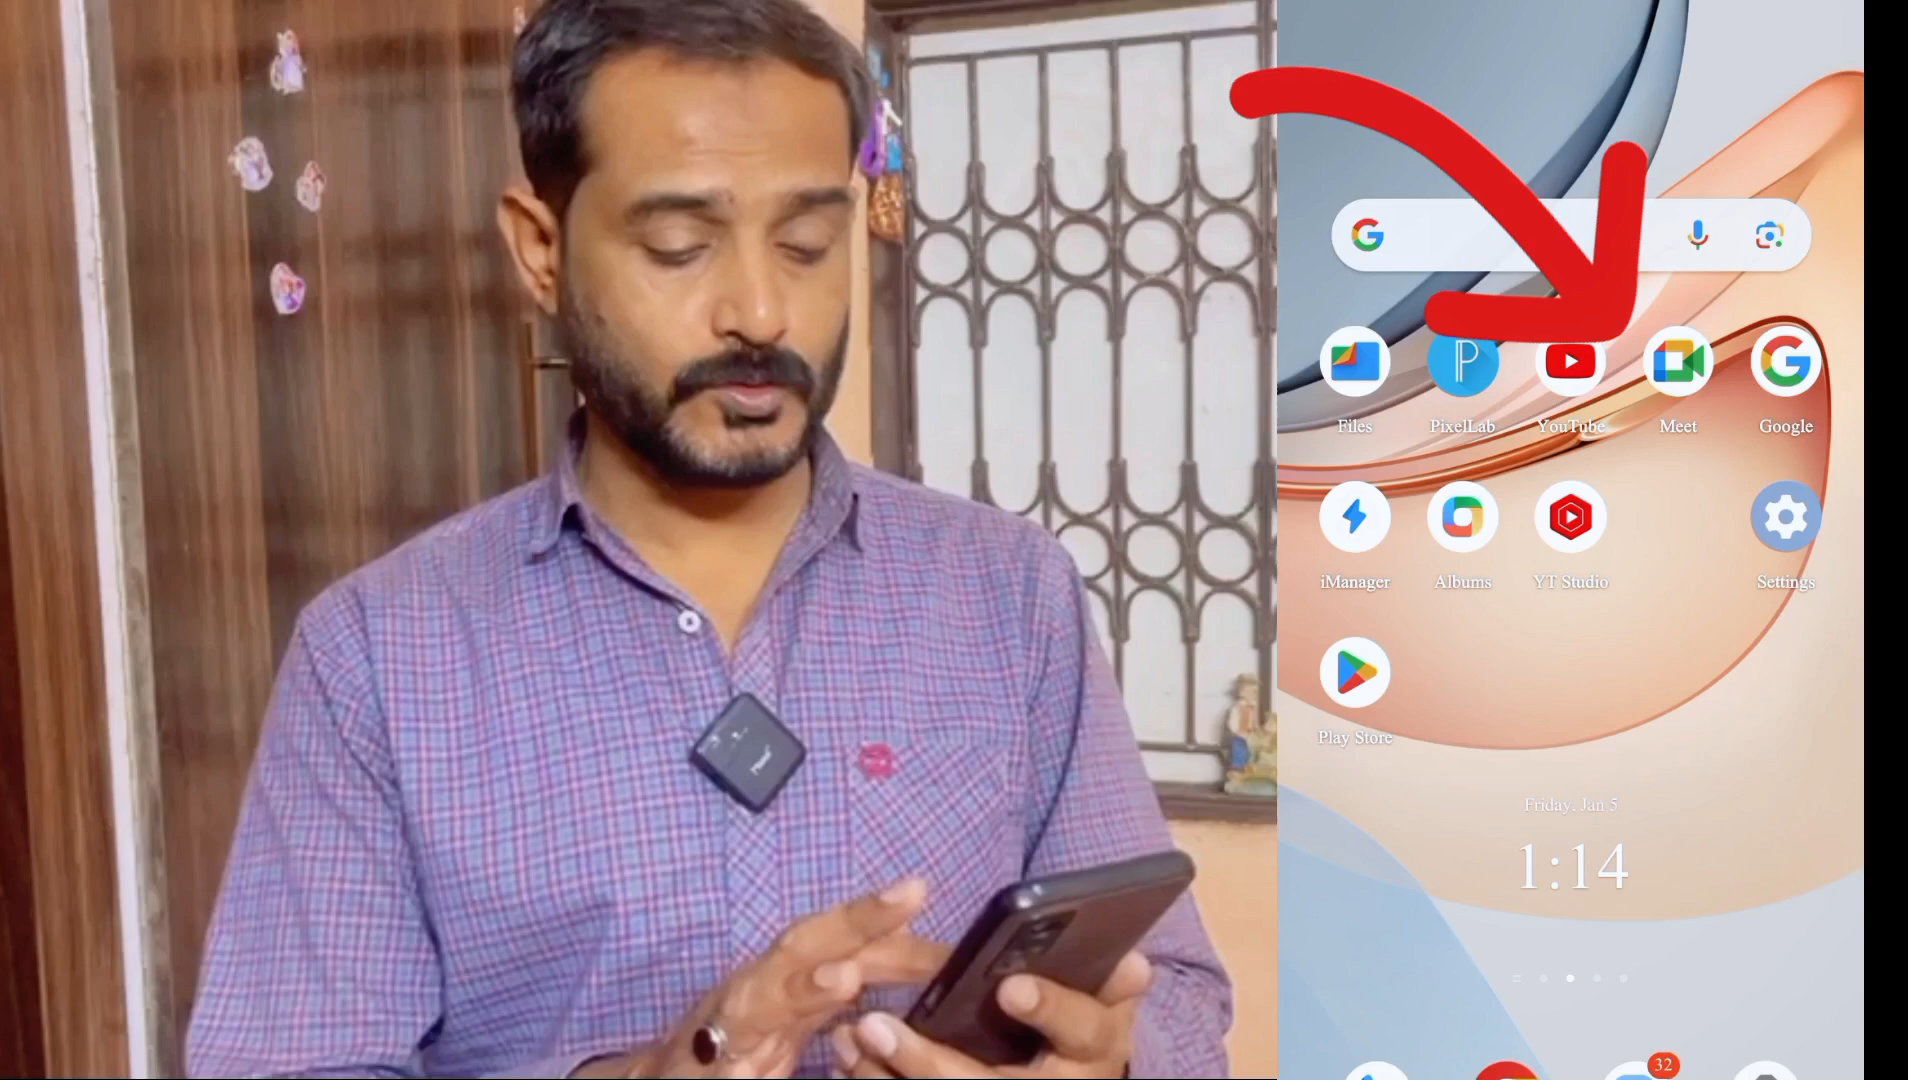 Files PixelLab YouTube Meet Google
iManager Albums YT Studio Settings
Play Store
Friday, Jan 5
1:14
32